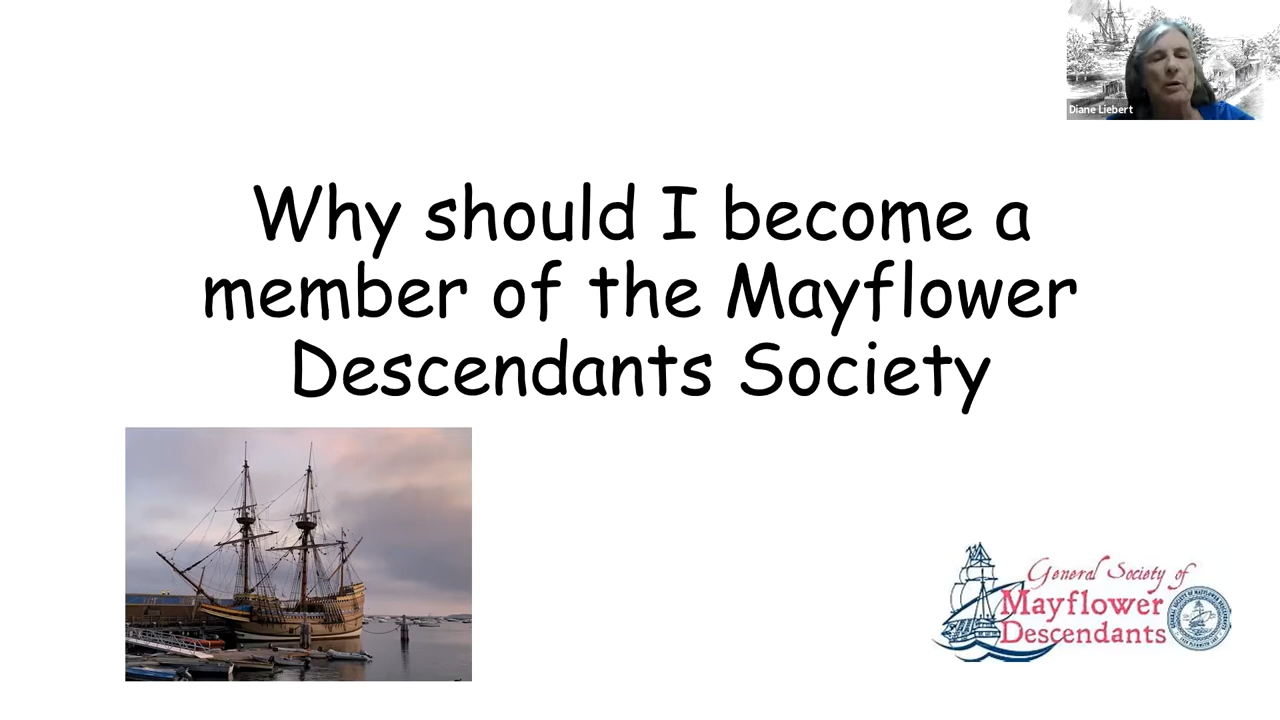 Diane Liebert
Why should I become a
member of the Mayflower
Descendants Society
General Society of
Mayflower
Descendants